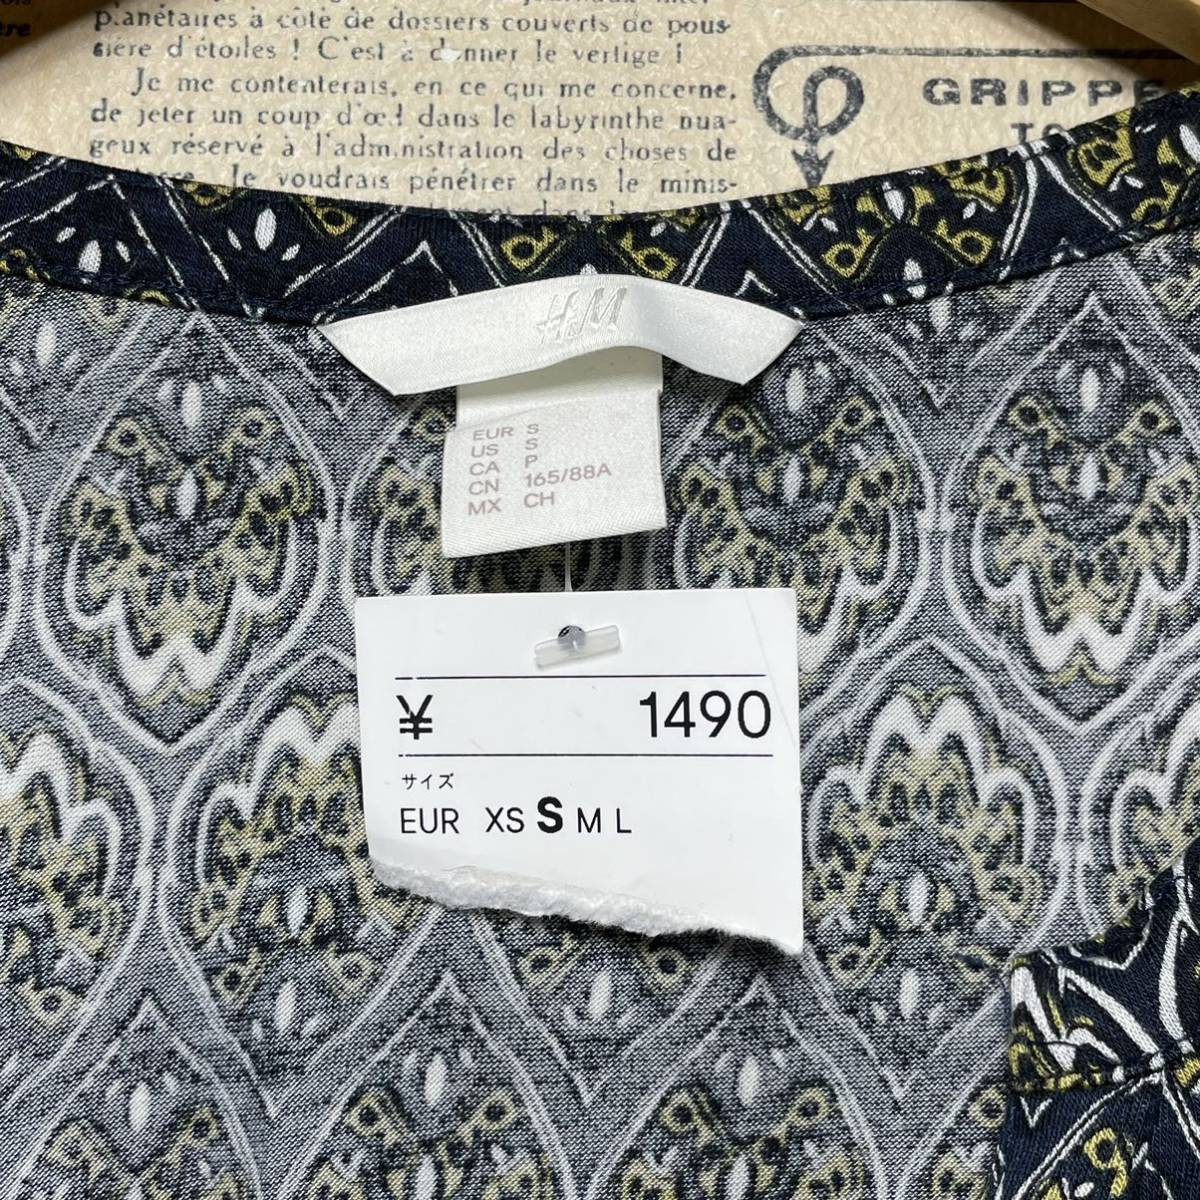 planétaires à côté de dossiers couverts de pous-
sière d'étoiles ! C'est à donner le vertige !
Je me contenterais, en ce qui me concerne,
de jeter un coup d'œil dans le labyrinthe nua-
geux réservé à l'administration des choses de
Je voudrais pénétrer dans le minis-
GRIPPE
H&M
EUR S
US S
CA P
CN 165/88A
MX CH
¥ 1490
サイズ
EUR XS S M L